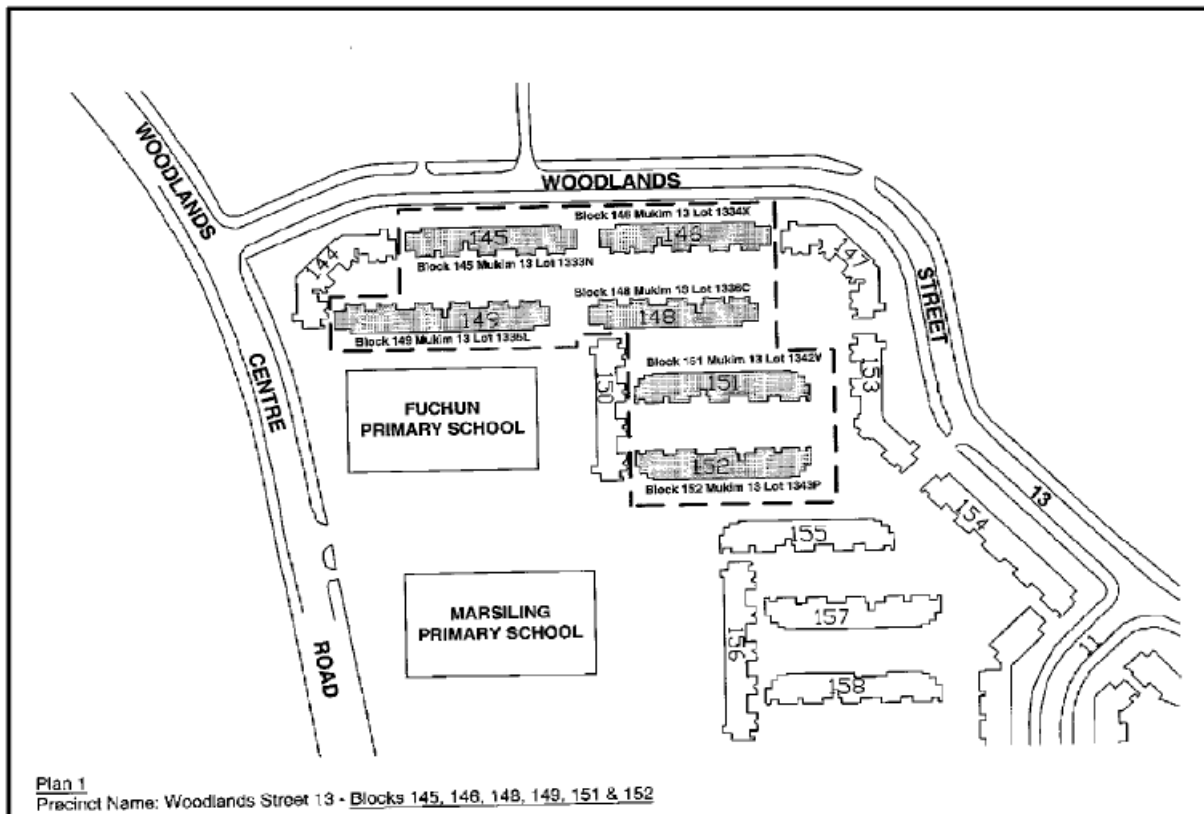 WOODLANDS
WOODLANDS
Block 146 Mukim 13 Lot 1334X
145
146
144
147
Block 145 Mukim 13 Lot 1333N
STREET
Block 148 Mukim 13 Lot 1336C
149
148
Block 149 Mukim 13 Lot 1335L
CENTRE
Block 151 Mukim 13 Lot 1342V
150
151
153
FUCHUN
PRIMARY SCHOOL
152
Block 152 Mukim 13 Lot 1343P
13
154
155
MARSILING
PRIMARY SCHOOL
157
156
ROAD
158
Plan 1
Precinct Name: Woodlands Street 13 - Blocks 145, 146, 148, 149, 151 & 152